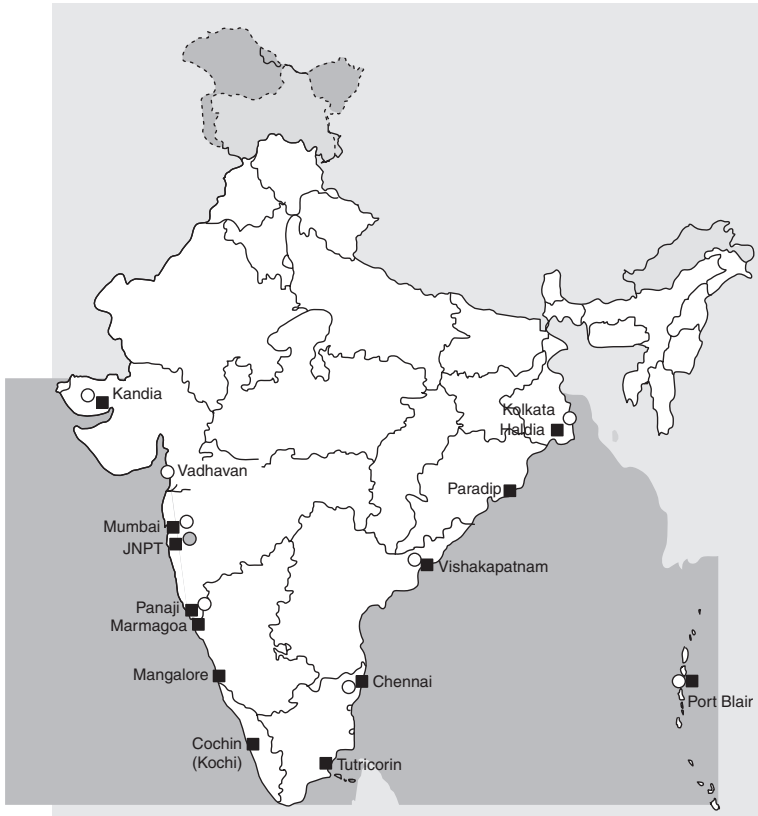 Kandia
Kolkata
Haldia
Vadhavan
Paradip
Mumbai
JNPT
Vishakapatnam
Panaji
Marmagoa
Mangalore
Chennai
Port Blair
Cochin
(Kochi)
Tutricorin